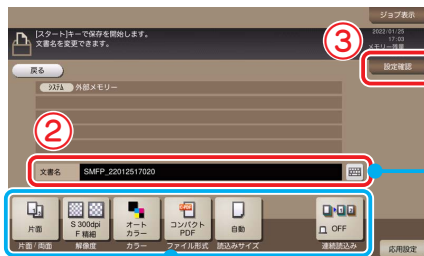 ジョブ表示
[スタート]キーで保存を開始します。
文書名を変更できます。
2022/01/25
17:03
メモリー残量
③
戻る
設定確認
システム 外部メモリー
②
文書名 SMFP_22012517020
片面
S 300dpi
F 精細
オート
カラー
コンパクト
PDF
自動
OFF
片面/両面 解像度 カラー ファイル形式 読込みサイズ 連続読込み 応用設定